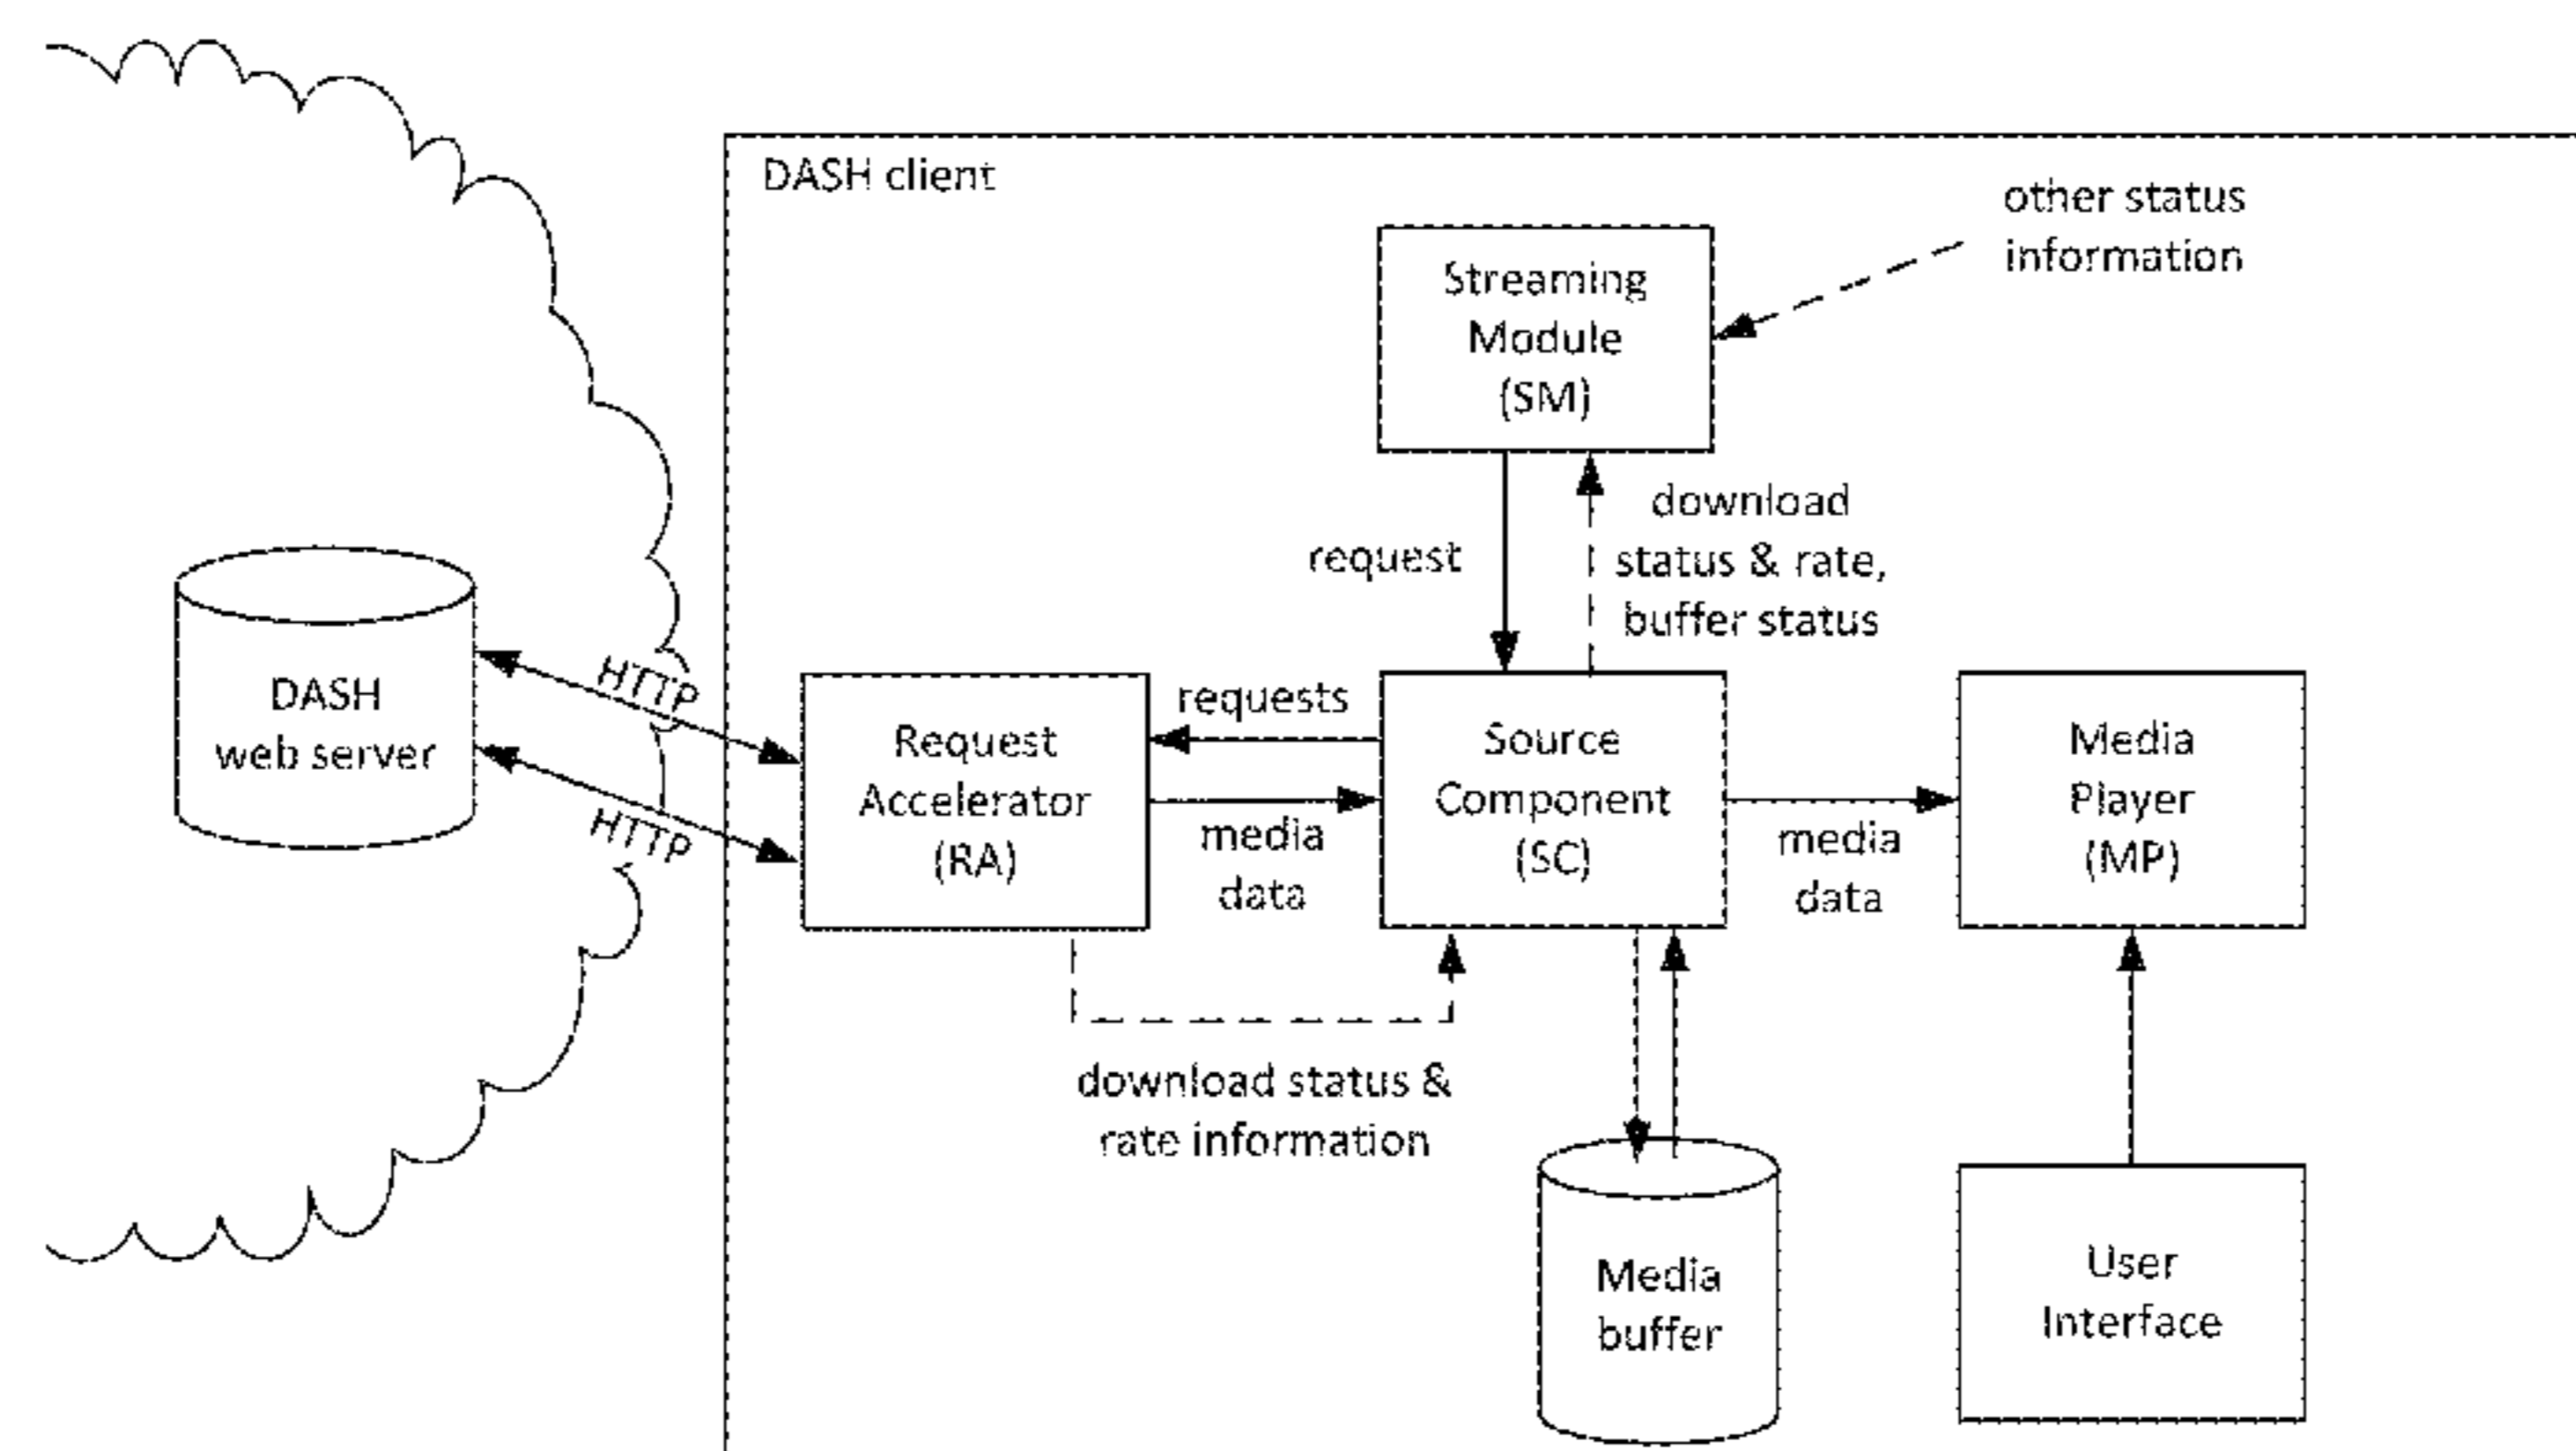 DASH client
other status
information
Streaming
Module
(SM)
request
download
status & rate,
buffer status
DASH
web server
HTTP
HTTP
Request
Accelerator
(RA)
requests
media
data
Source
Component
(SC)
media
data
Media
Player
(MP)
download status &
rate information
Media
buffer
User
Interface